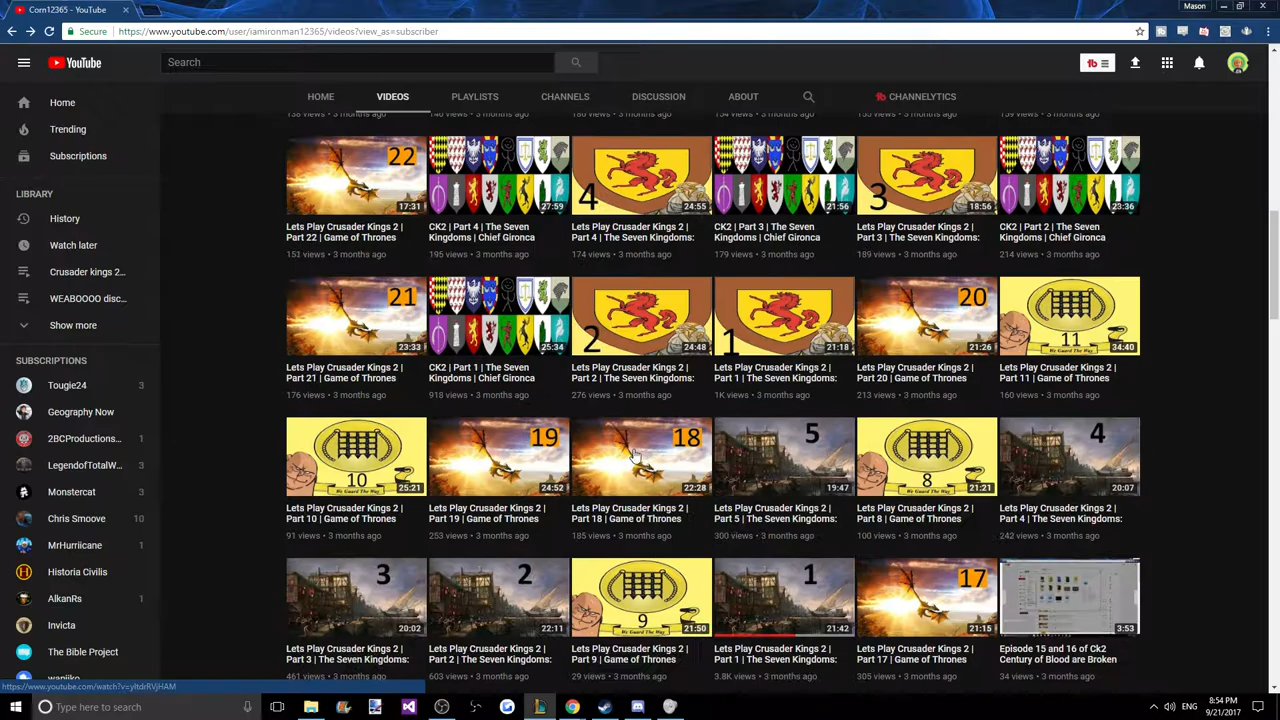 Corn12365 - YouTube
Mason
Secure
https://www.youtube.com/user/iamironman12365/videos?view_as=subscriber
YouTube
Search
HOME
VIDEOS
PLAYLISTS
CHANNELS
DISCUSSION
ABOUT
CHANNELYTICS
Home
Trending
Subscriptions
LIBRARY
History
Watch later
Crusader kings 2...
WEABOOOO disc...
Show more
SUBSCRIPTIONS
Tougie24 3
Geography Now
2BCProductions... 1
LegendofTotalW... 3
Monstercat 3
Chris Smoove 10
MrHurriicane 1
Historia Civilis
AlkanRs 1
Invicta
The Bible Project
22 17:31
27:59
4 24:55
21:56
3 18:56
23:36
Lets Play Crusader Kings 2 |
Part 22 | Game of Thrones
151 views • 3 months ago
CK2 | Part 4 | The Seven
Kingdoms | Chief Gironca
195 views • 3 months ago
Lets Play Crusader Kings 2 |
Part 4 | The Seven Kingdoms:
174 views • 3 months ago
CK2 | Part 3 | The Seven
Kingdoms | Chief Gironca
179 views • 3 months ago
Lets Play Crusader Kings 2 |
Part 3 | The Seven Kingdoms:
189 views • 3 months ago
CK2 | Part 2 | The Seven
Kingdoms | Chief Gironca
214 views • 3 months ago
21 23:33
25:34
2 24:48
1 21:18
20 21:26
11 We Guard The Way 34:40
Lets Play Crusader Kings 2 |
Part 21 | Game of Thrones
176 views • 3 months ago
CK2 | Part 1 | The Seven
Kingdoms | Chief Gironca
918 views • 3 months ago
Lets Play Crusader Kings 2 |
Part 2 | The Seven Kingdoms:
276 views • 3 months ago
Lets Play Crusader Kings 2 |
Part 1 | The Seven Kingdoms:
1K views • 3 months ago
Lets Play Crusader Kings 2 |
Part 20 | Game of Thrones
213 views • 3 months ago
Lets Play Crusader Kings 2 |
Part 11 | Game of Thrones
160 views • 3 months ago
10 We Guard The Way 25:21
19 24:52
18 22:28
5 19:47
8 We Guard The Way 21:21
4 20:07
Lets Play Crusader Kings 2 |
Part 10 | Game of Thrones
91 views • 3 months ago
Lets Play Crusader Kings 2 |
Part 19 | Game of Thrones
253 views • 3 months ago
Lets Play Crusader Kings 2 |
Part 18 | Game of Thrones
185 views • 3 months ago
Lets Play Crusader Kings 2 |
Part 5 | The Seven Kingdoms:
300 views • 3 months ago
Lets Play Crusader Kings 2 |
Part 8 | Game of Thrones
100 views • 3 months ago
Lets Play Crusader Kings 2 |
Part 4 | The Seven Kingdoms:
242 views • 3 months ago
3 20:02
2 22:11
9 We Guard The Way 21:50
1 21:42
17 21:15
3:53
Lets Play Crusader Kings 2 |
Part 3 | The Seven Kingdoms:
461 views • 3 months ago
Lets Play Crusader Kings 2 |
Part 2 | The Seven Kingdoms:
603 views • 3 months ago
Lets Play Crusader Kings 2 |
Part 9 | Game of Thrones
29 views • 3 months ago
Lets Play Crusader Kings 2 |
Part 1 | The Seven Kingdoms:
3.8K views • 3 months ago
Lets Play Crusader Kings 2 |
Part 17 | Game of Thrones
305 views • 3 months ago
Episode 15 and 16 of Ck2
Century of Blood are Broken
34 views • 3 months ago
https://www.youtube.com/watch?v=yltdrRVjHAM
Type here to search
ENG
8:54 PM
9/21/2017